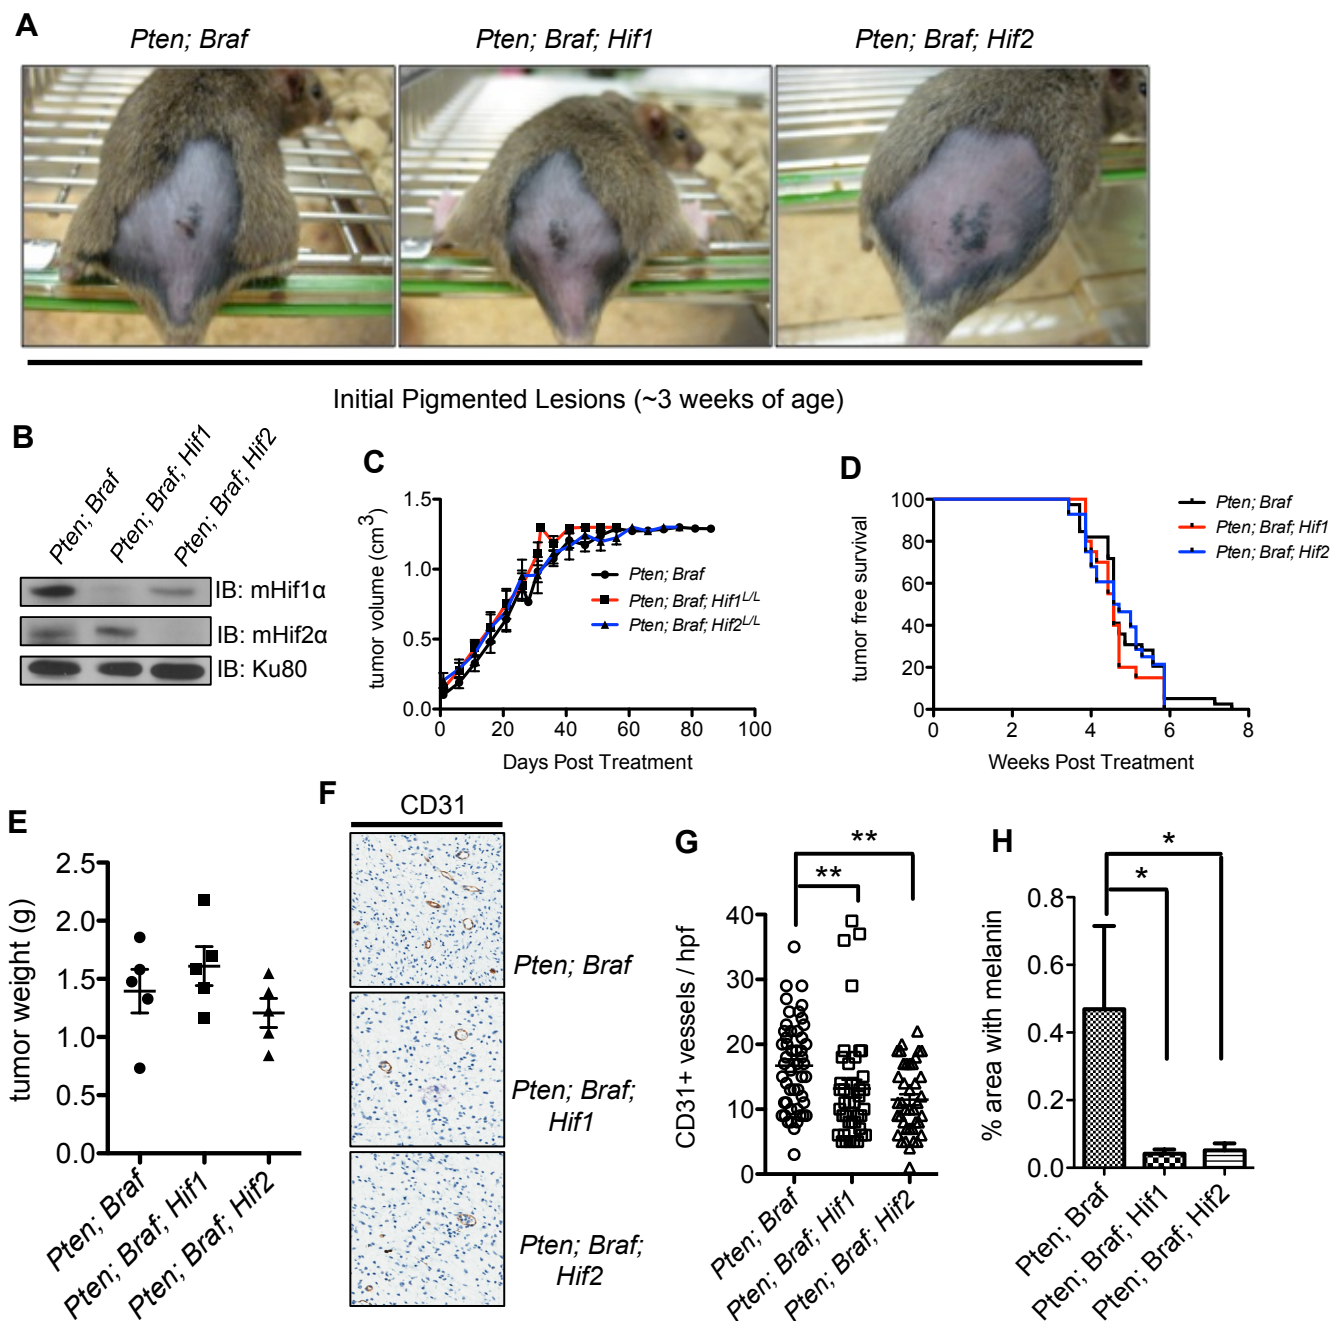 A
Pten; Braf
Pten; Braf; Hif1
Pten; Braf; Hif2
Initial Pigmented Lesions (~3 weeks of age)
B
Pten; Braf
Pten; Braf; Hif1
Pten; Braf; Hif2
IB: mHif1α
IB: mHif2α
IB: Ku80
C
tumor volume (cm³)
1.5
1.0
0.5
0.0
0 20 40 60 80 100
Days Post Treatment
Pten; Braf
Pten; Braf; Hif1^L/L
Pten; Braf; Hif2^L/L
D
tumor free survival
100
80
60
40
20
0
0 2 4 6 8
Weeks Post Treatment
Pten; Braf
Pten; Braf; Hif1
Pten; Braf; Hif2
E
tumor weight (g)
2.5
2.0
1.5
1.0
0.5
0.0
Pten; Braf
Pten; Braf; Hif1
Pten; Braf; Hif2
F
CD31
Pten; Braf
Pten; Braf;
Hif1
Pten; Braf;
Hif2
G
**
**
CD31+ vessels / hpf
40
30
20
10
0
Pten; Braf
Pten; Braf; Hif1
Pten; Braf; Hif2
H
*
*
% area with melanin
0.8
0.6
0.4
0.2
0.0
Pten; Braf
Pten; Braf; Hif1
Pten; Braf; Hif2